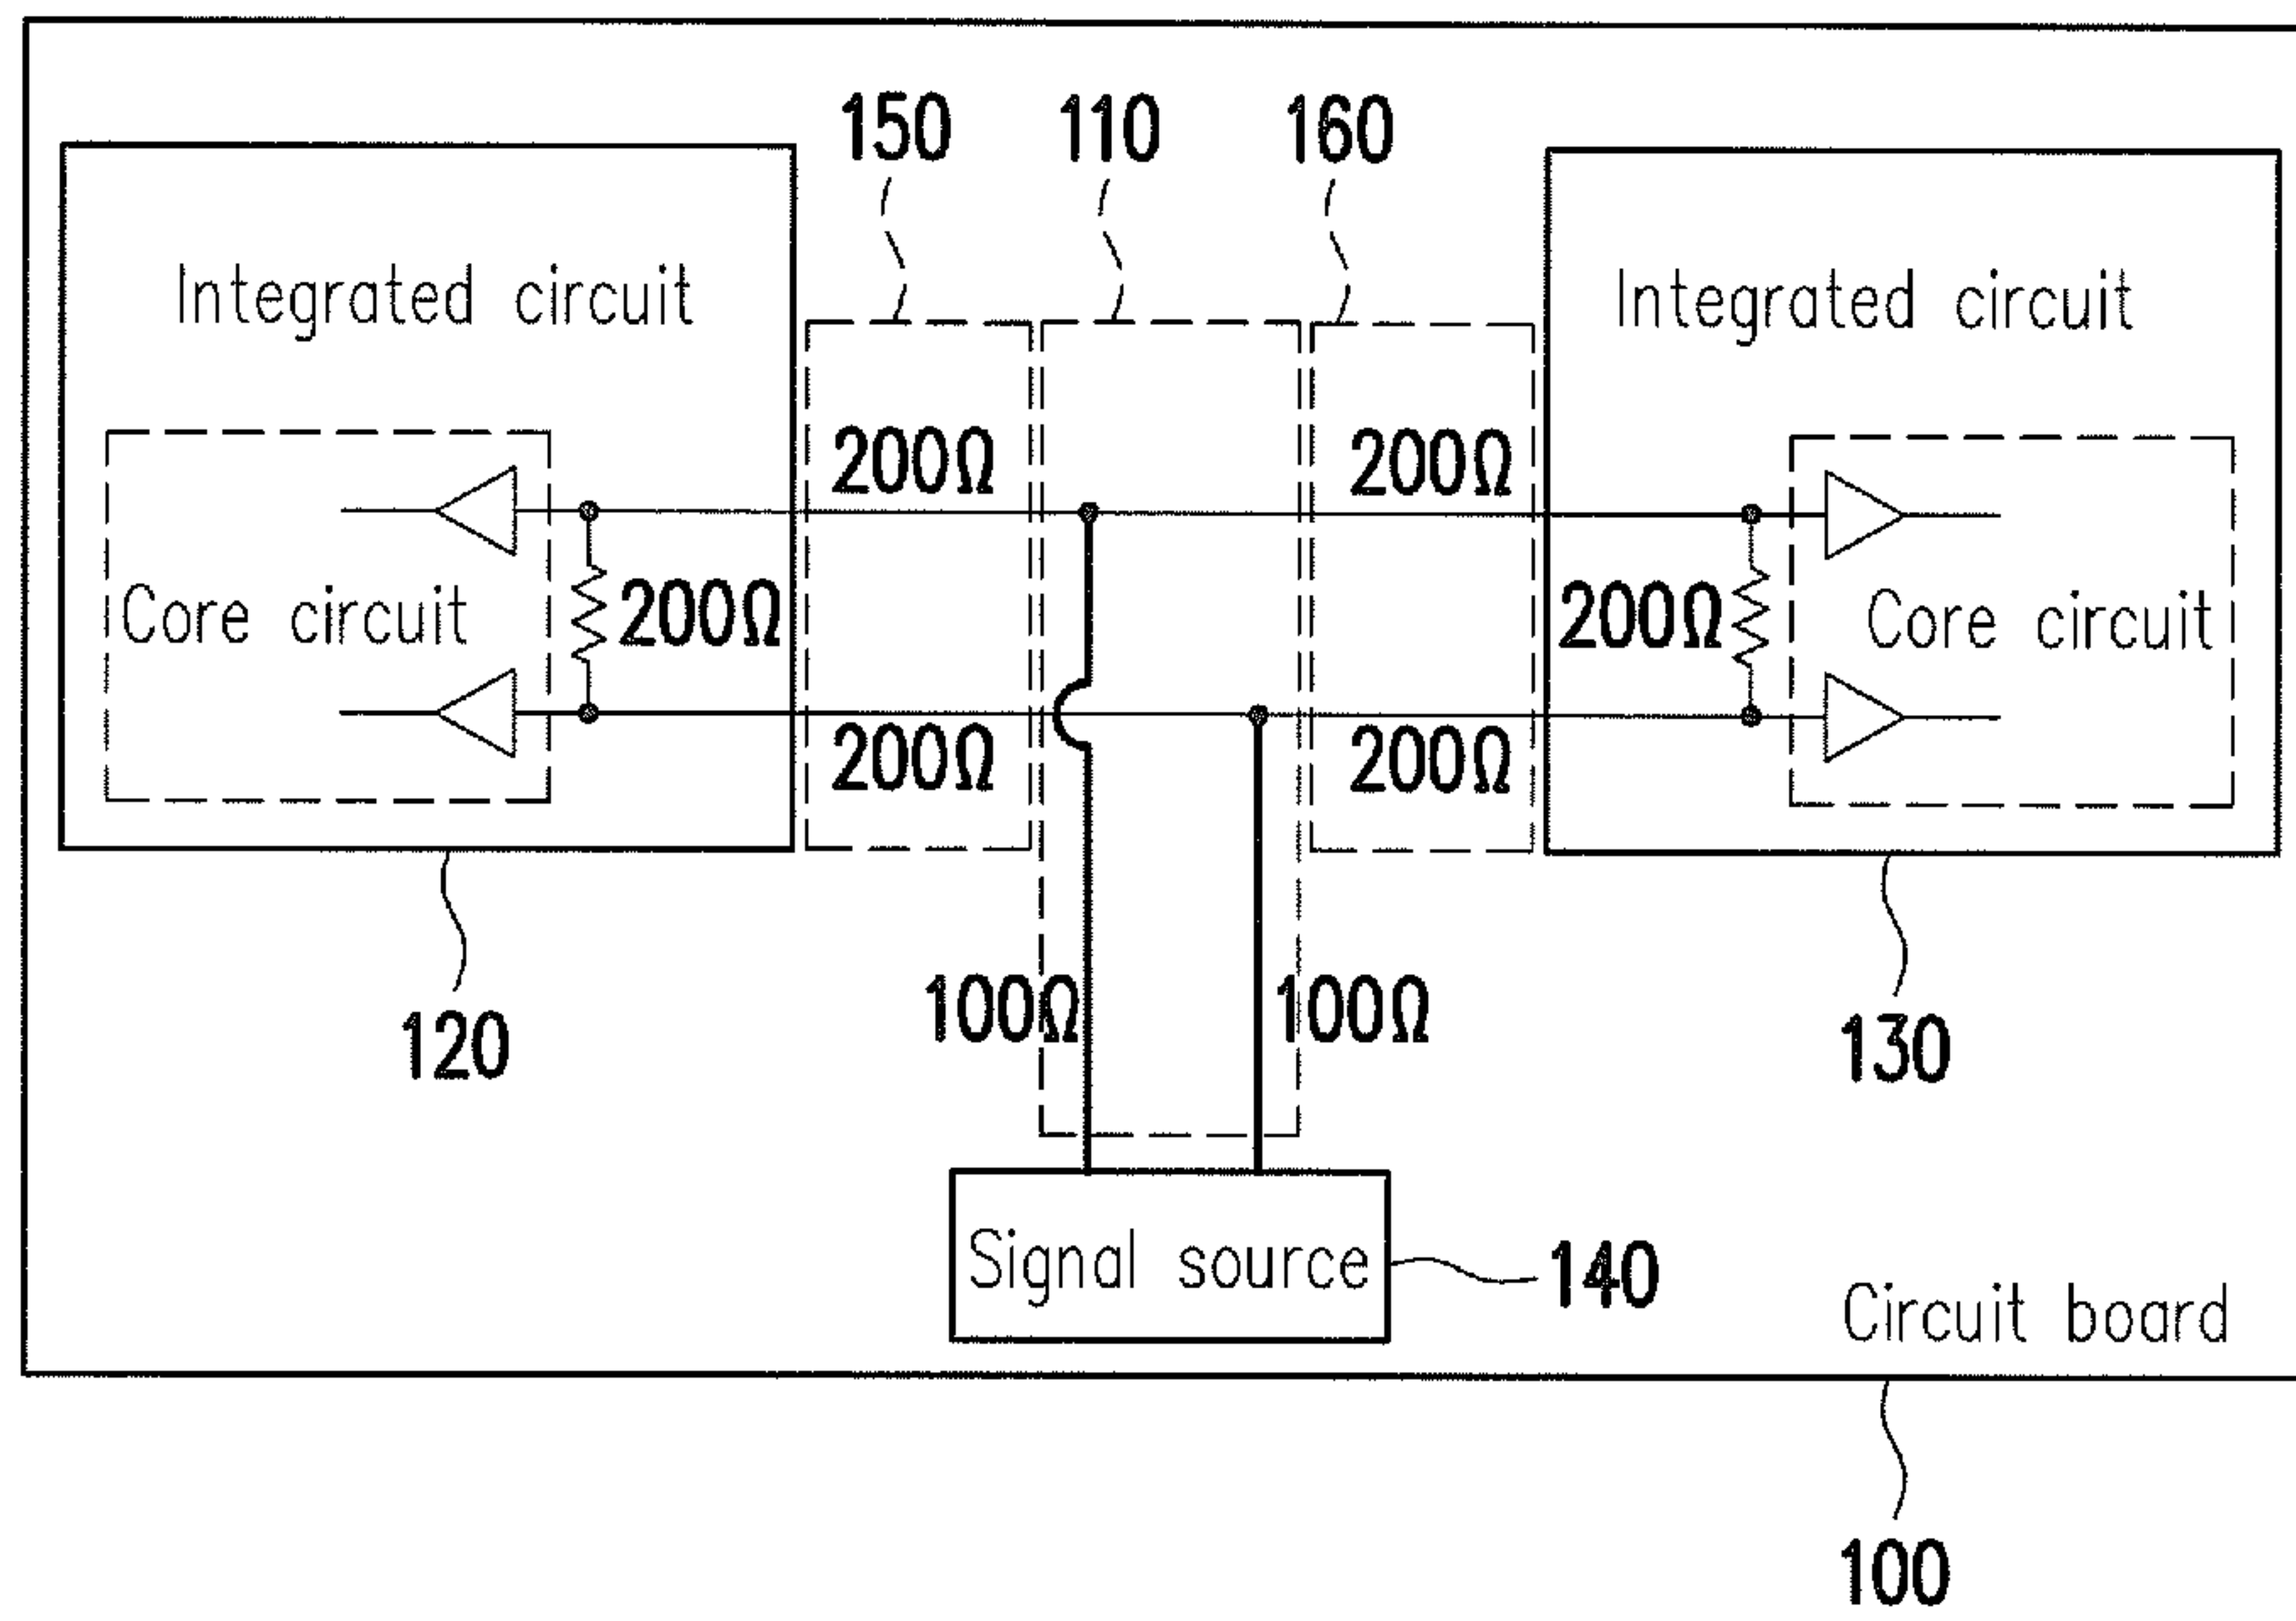 150 110 160
Integrated circuit
Integrated circuit
200Ω 200Ω
Core circuit
200Ω
200Ω
Core circuit
200Ω 200Ω
100Ω 100Ω
120
130
Signal source
140
Circuit board
100